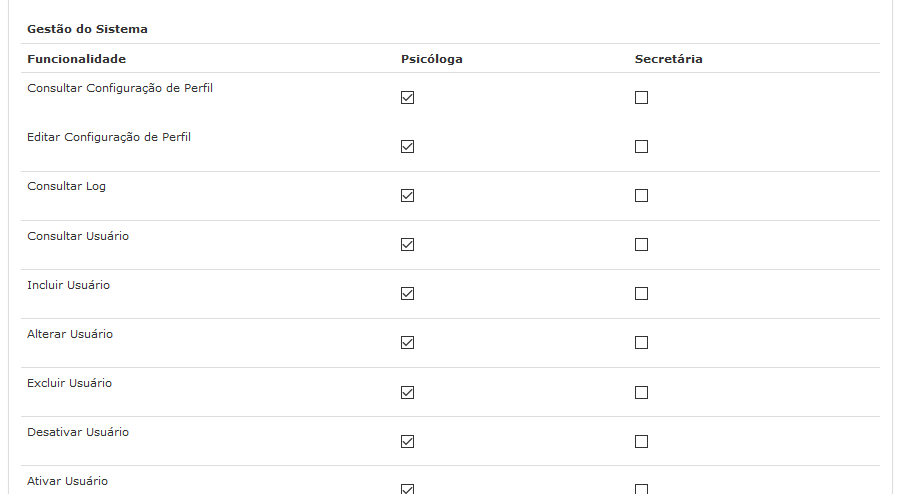 Gestão do Sistema
Funcionalidade Psicóloga Secretária
Consultar Configuração de Perfil
Editar Configuração de Perfil
Consultar Log
Consultar Usuário
Incluir Usuário
Alterar Usuário
Excluir Usuário
Desativar Usuário
Ativar Usuário